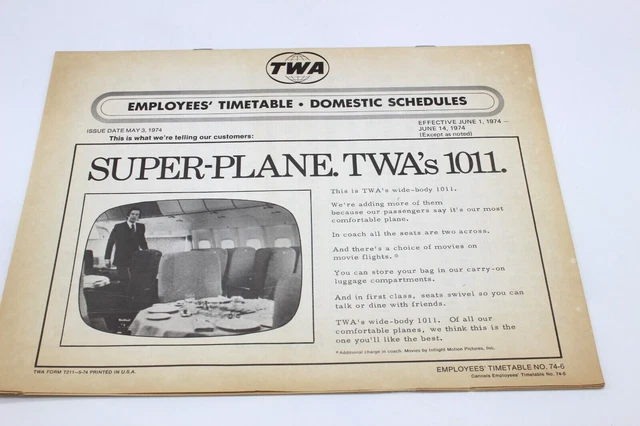 TWA
EMPLOYEES' TIMETABLE • DOMESTIC SCHEDULES
ISSUE DATE MAY 3, 1974
EFFECTIVE JUNE 1, 1974 –
JUNE 14, 1974
(Except as noted)
This is what we're telling our customers:
SUPER-PLANE. TWA's 1011.
This is TWA's wide-body 1011.
We're adding more of them
because our passengers say it's our most
comfortable plane.
In coach all the seats are two across.
And there's a choice of movies on
movie flights.*
You can store your bag in our carry-on
luggage compartments.
And in first class, seats swivel so you can
talk or dine with friends.
TWA's wide-body 1011. Of all our
comfortable planes, we think this is the
one you'll like the best.
*Additional charge in coach. Movies by Inflight Motion Pictures, Inc.
TWA FORM T211—6-74 PRINTED IN U.S.A.
EMPLOYEES' TIMETABLE NO. 74-6
Cancels Employees' Timetable No. 74-5